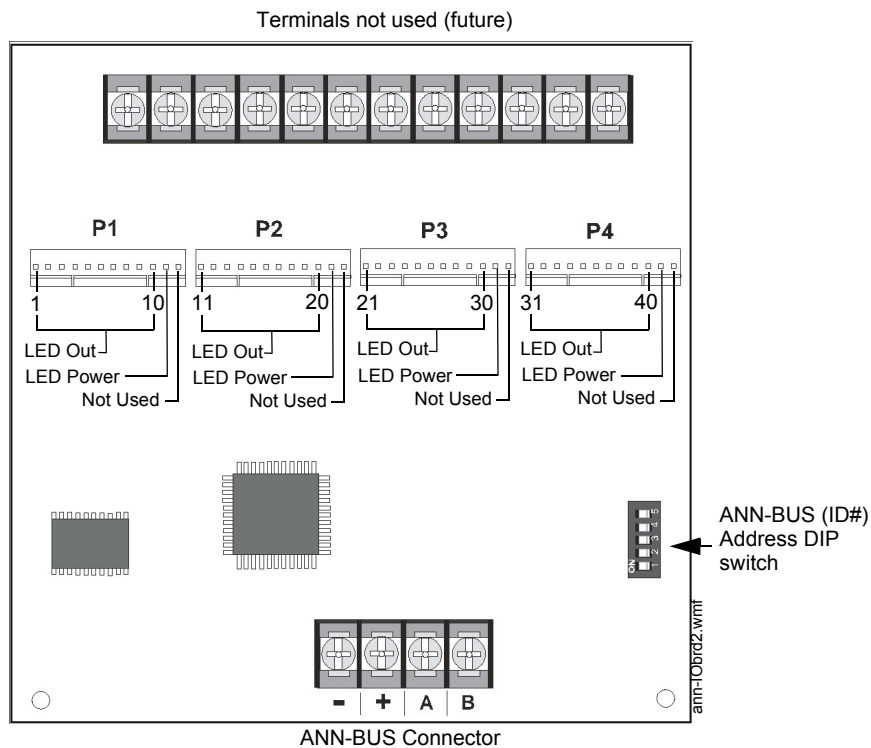 Terminals not used (future)
P1 P2 P3 P4
1 10 11 20 21 30 31 40
LED Out LED Out LED Out LED Out
LED Power LED Power LED Power LED Power
Not Used Not Used Not Used Not Used
5
4
3
2
1
ON
ANN-BUS (ID#)
Address DIP
switch
ann-IObrd2.wmf
- + A B
ANN-BUS Connector